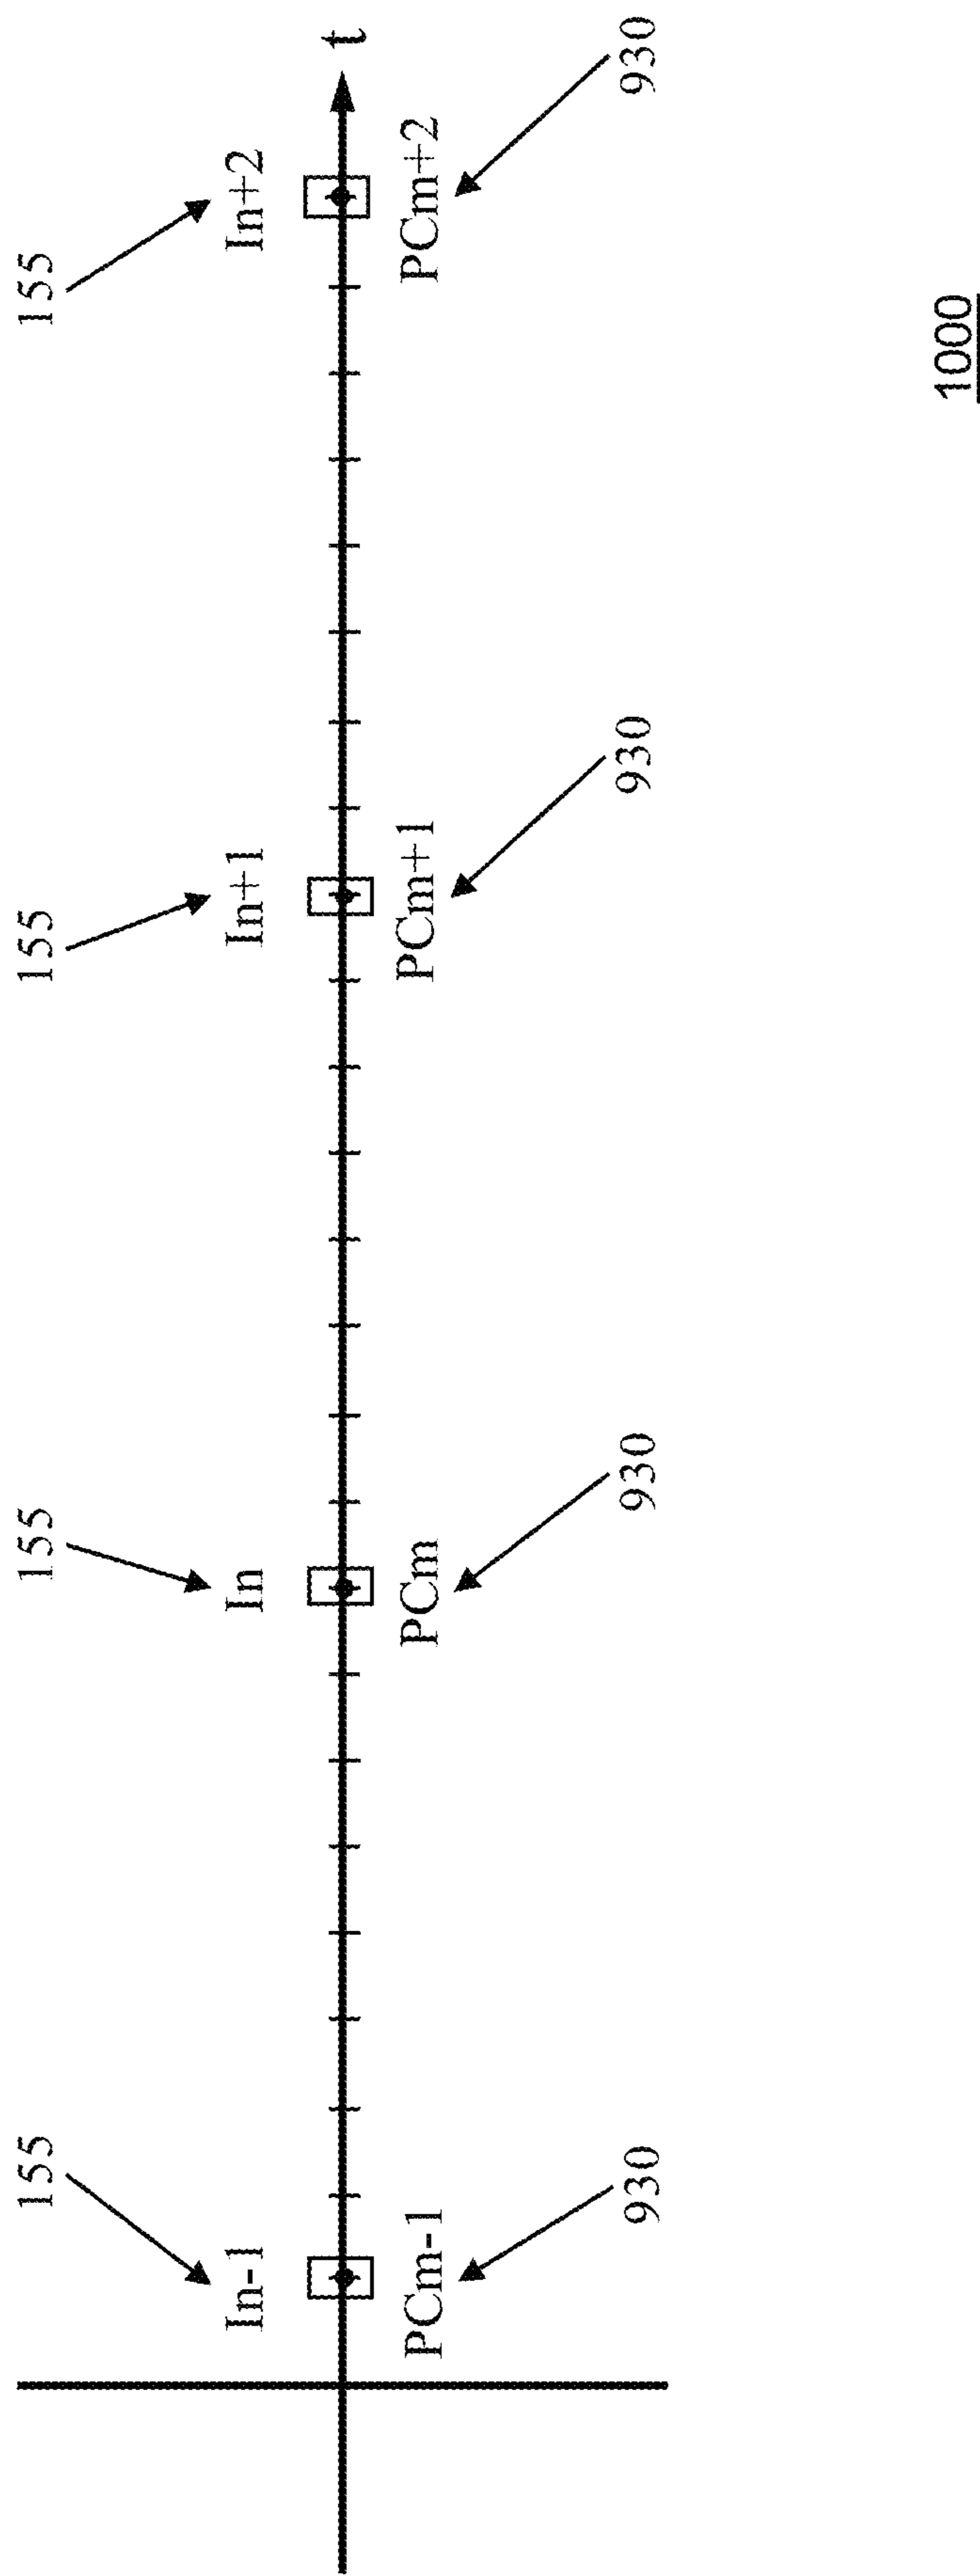 155 155 155 155
In-1 In In+1 In+2
t
PCm-1 PCm PCm+1 PCm+2
930 930 930 930
1000